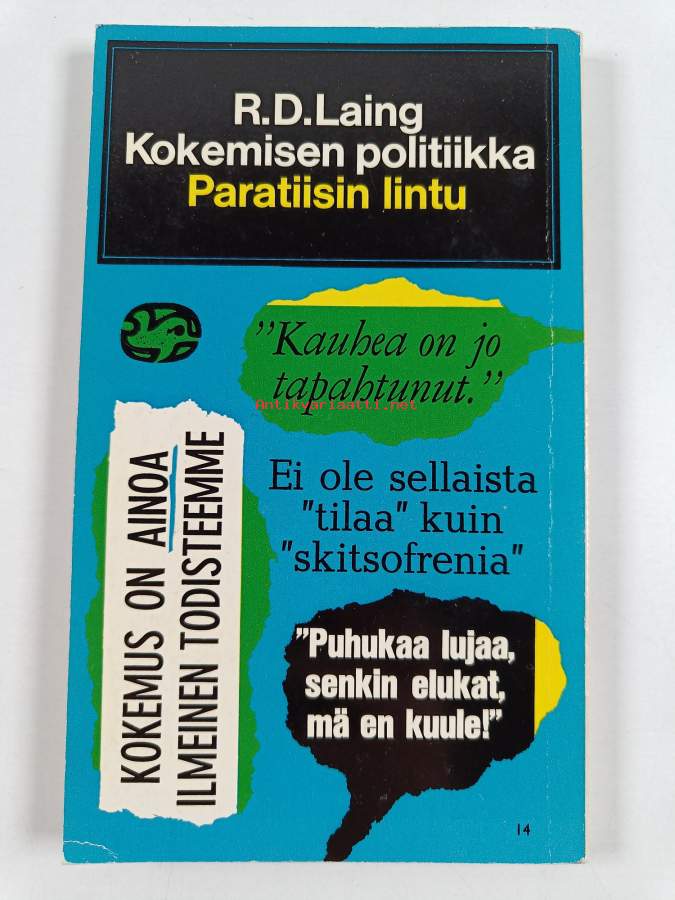 R.D.Laing
Kokemisen politiikka
Paratiisin lintu
"Kauhea on jo
tapahtunut."
Antikvariaatti.net
KOKEMUS ON AINOA
ILMEINEN TODISTEEMME
Ei ole sellaista
"tilaa" kuin
"skitsofrenia"
"Puhukaa lujaa,
senkin elukat,
mä en kuule!"
14